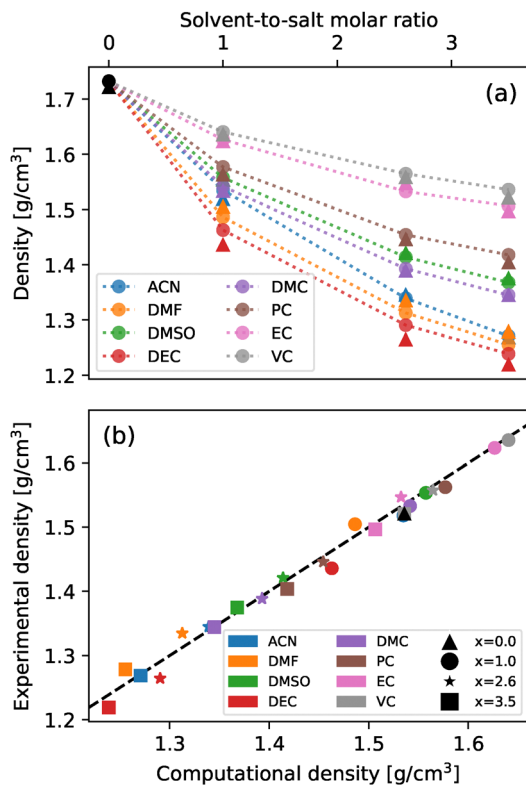 Solvent-to-salt molar ratio
0 1 2 3
(a)
Density [g/cm³]
1.7
1.6
1.5
1.4
1.3
1.2
ACN DMC
DMF PC
DMSO EC
DEC VC
(b)
Experimental density [g/cm³]
1.6
1.5
1.4
1.3
1.2
ACN DMC x=0.0
DMF PC x=1.0
DMSO EC x=2.6
DEC VC x=3.5
1.3 1.4 1.5 1.6
Computational density [g/cm³]